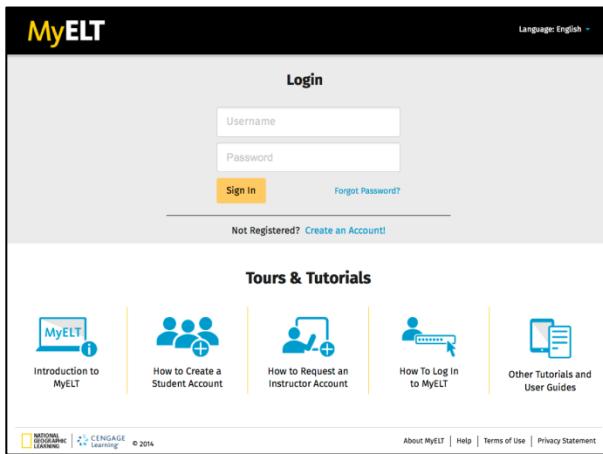 MyELT
Language: English
Login
Username
Password
Sign In
Forgot Password?
Not Registered? Create an Account!
Tours & Tutorials
MyELT
Introduction to
MyELT
How to Create a
Student Account
How to Request an
Instructor Account
How To Log In
to MyELT
Other Tutorials and
User Guides
NATIONAL
GEOGRAPHIC
LEARNING
CENGAGE
Learning
© 2014
About MyELT | Help | Terms of Use | Privacy Statement